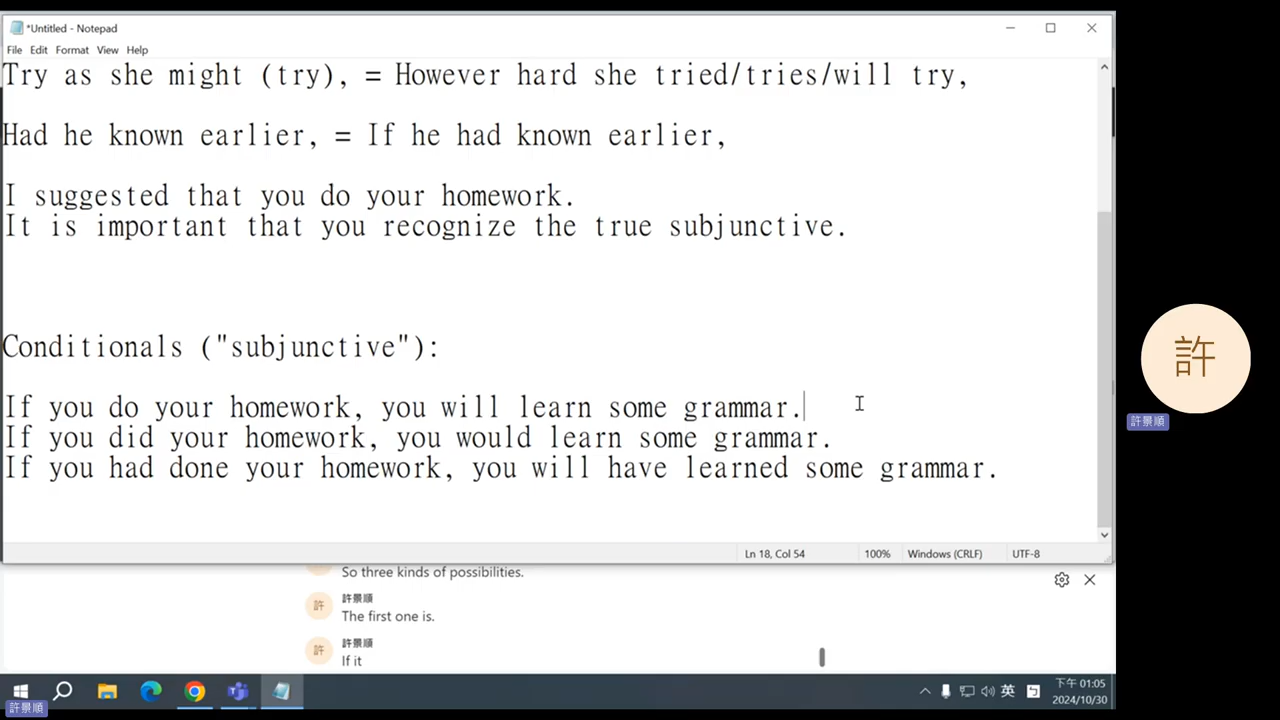 *Untitled - Notepad
File Edit Format View Help
Try as she might (try), = However hard she tried/tries/will try,
Had he known earlier, = If he had known earlier,
I suggested that you do your homework.
It is important that you recognize the true subjunctive.
Conditionals ("subjunctive"):
If you do your homework, you will learn some grammar.
If you did your homework, you would learn some grammar.
If you had done your homework, you will have learned some grammar.
Ln 18, Col 54 100% Windows (CRLF) UTF-8
So three kinds of possibilities.
許 許景順
The first one is.
許 許景順
If it
許
許景順
英 ㄅ 下午 01:05
2024/10/30
許景順